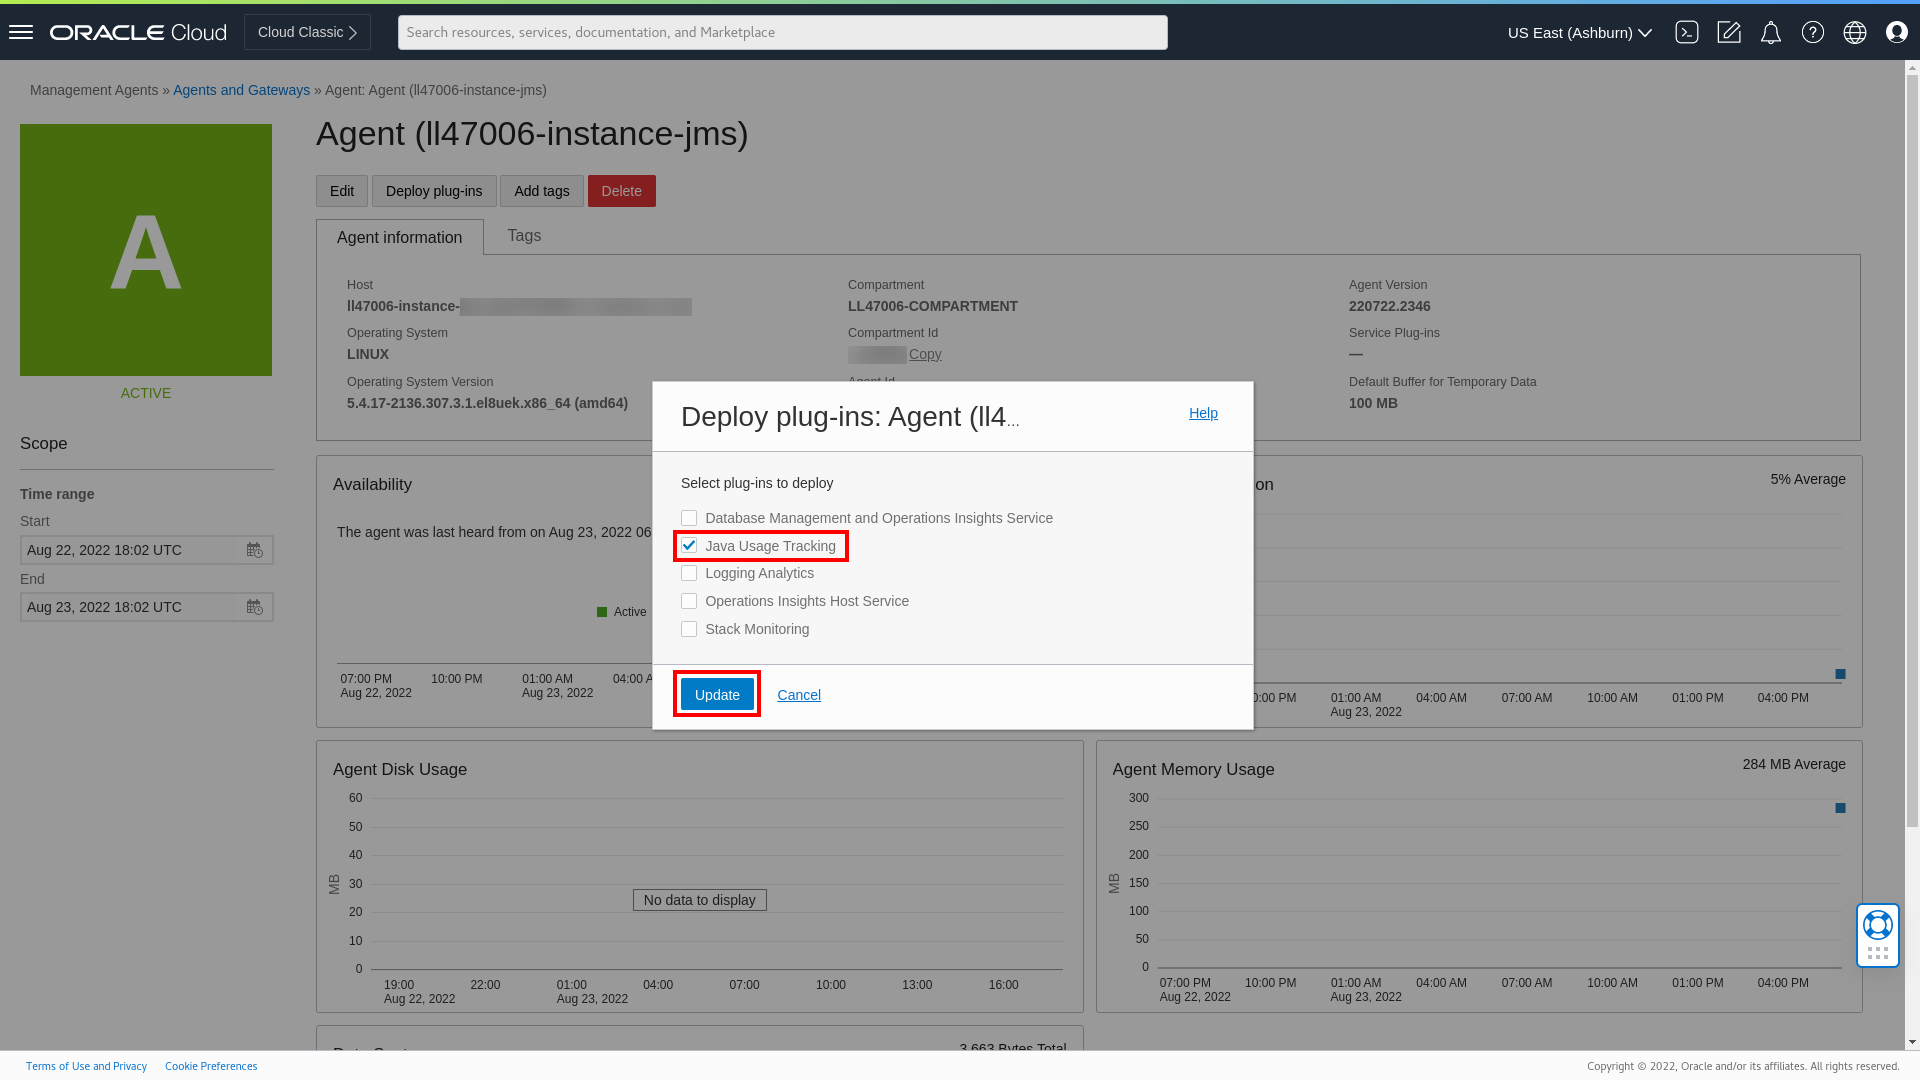 ORACLE Cloud
Cloud Classic
Search resources, services, documentation, and Marketplace
US East (Ashburn)
Management Agents » Agents and Gateways » Agent: Agent (ll47006-instance-jms)
A
ACTIVE
Scope
Time range
Start
Aug 22, 2022 18:02 UTC
End
Aug 23, 2022 18:02 UTC
Agent (ll47006-instance-jms)
Edit
Deploy plug-ins
Add tags
Delete
Agent information
Tags
Host
ll47006-instance-
Operating System
LINUX
Operating System Version
5.4.17-2136.307.3.1.el8uek.x86_64 (amd64)
Compartment
LL47006-COMPARTMENT
Compartment Id
Copy
Agent Id
Agent Version
220722.2346
Service Plug-ins
—
Default Buffer for Temporary Data
100 MB
Availability
The agent was last heard from on Aug 23, 2022 06
Active
07:00 PM 10:00 PM 01:00 AM 04:00 A
Aug 22, 2022 Aug 23, 2022
on
5% Average
0:00 PM 01:00 AM 04:00 AM 07:00 AM 10:00 AM 01:00 PM 04:00 PM
Aug 23, 2022
Deploy plug-ins: Agent (ll4...
Help
Select plug-ins to deploy
Database Management and Operations Insights Service
Java Usage Tracking
Logging Analytics
Operations Insights Host Service
Stack Monitoring
Update
Cancel
Agent Disk Usage
60
50
40
30
20
10
0
MB
No data to display
19:00 22:00 01:00 04:00 07:00 10:00 13:00 16:00
Aug 22, 2022 Aug 23, 2022
Agent Memory Usage
284 MB Average
300
250
200
150
100
50
0
MB
07:00 PM 10:00 PM 01:00 AM 04:00 AM 07:00 AM 10:00 AM 01:00 PM 04:00 PM
Aug 22, 2022 Aug 23, 2022
3,663 Bytes Total
Terms of Use and Privacy
Cookie Preferences
Copyright © 2022, Oracle and/or its affiliates. All rights reserved.